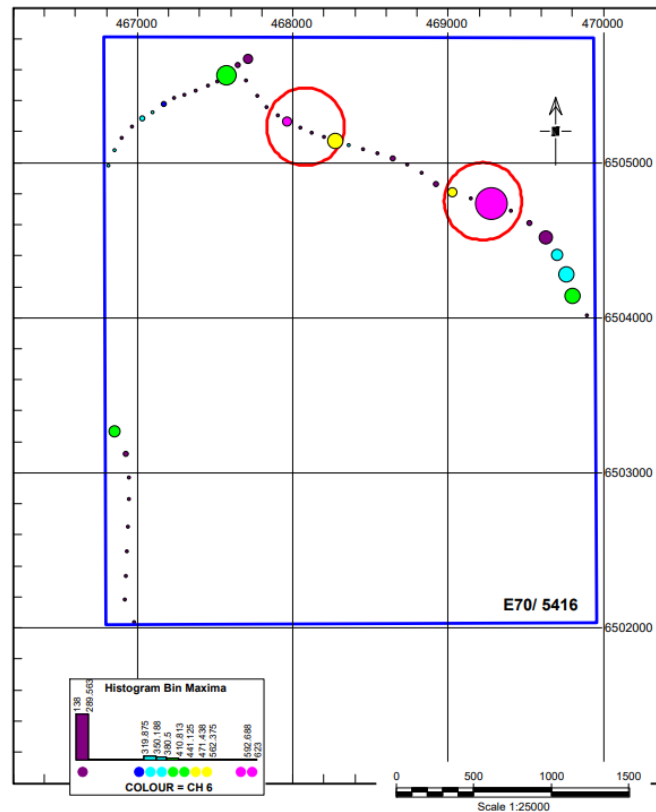 467000 468000 469000 470000
6505000
6504000
6503000
E70/ 5416
6502000
Histogram Bin Maxima
138 289.563 319.875 350.188 380.5 410.813 441.125 471.438 562.375 592.688 623
COLOUR = CH 6
0 500 1000 1500
Scale 1:25000